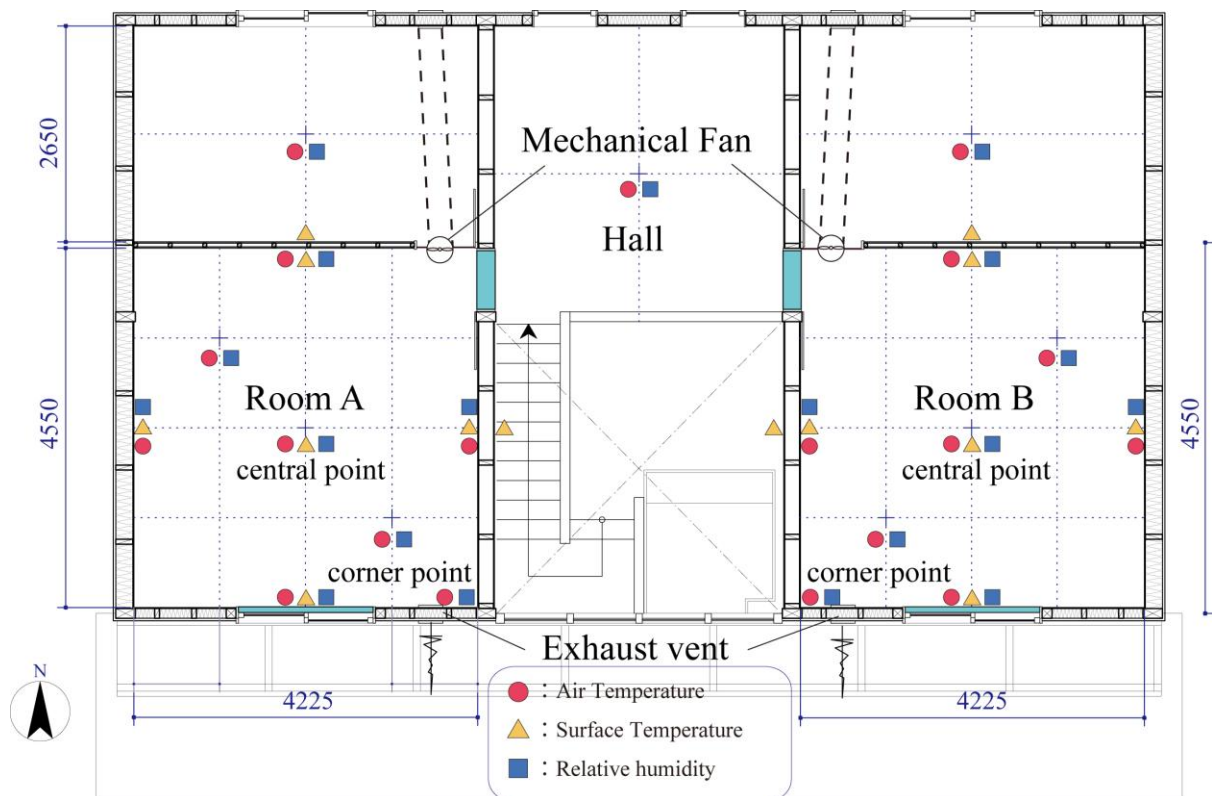 2650
Mechanical Fan
Hall
4550
Room A
central point
corner point
Room B
central point
corner point
4550
Exhaust vent
N
4225
4225
: Air Temperature
: Surface Temperature
: Relative humidity